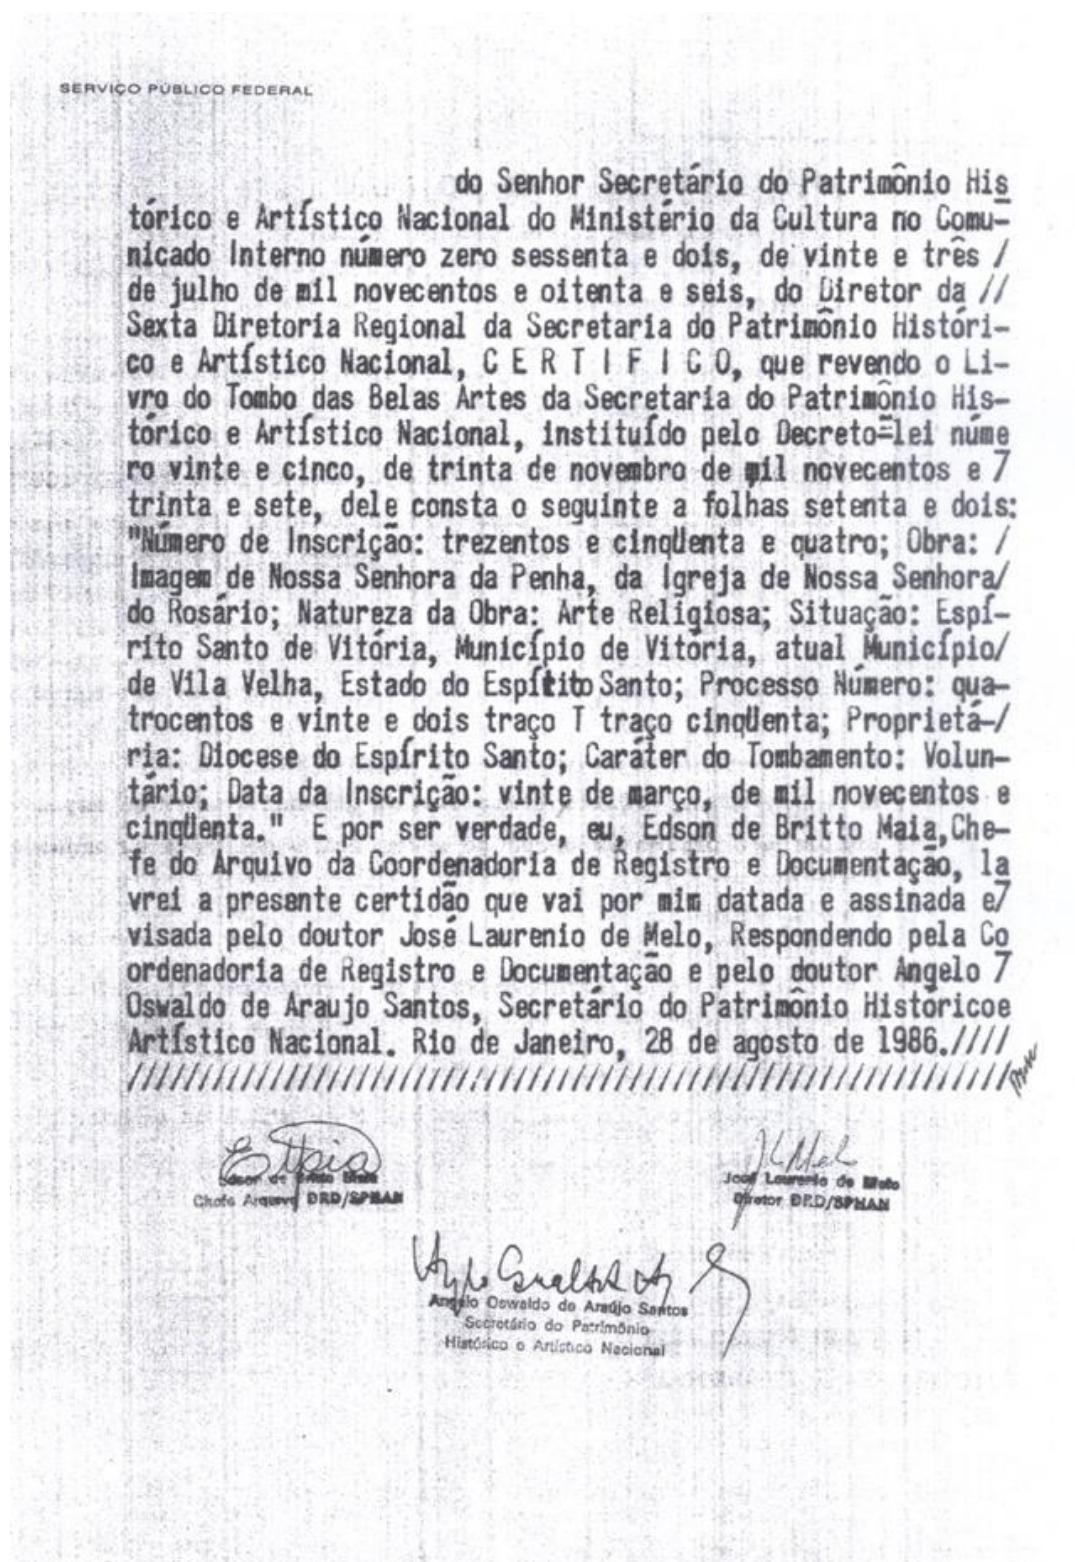 SERVIÇO PÚBLICO FEDERAL
do Senhor Secretário do Patrimônio His
tórico e Artístico Nacional do Ministério da Cultura no Comu-
nicado Interno número zero sessenta e dois, de vinte e três /
de julho de mil novecentos e oitenta e seis, do Diretor da //
Sexta Diretoria Regional da Secretaria do Patrimônio Históri-
co e Artístico Nacional, C E R T I F I C O, que revendo o Li-
vro do Tombo das Belas Artes da Secretaria do Patrimônio His-
tórico e Artístico Nacional, instituído pelo Decreto-lei núme
ro vinte e cinco, de trinta de novembro de mil novecentos e /
trinta e sete, dele consta o seguinte a folhas setenta e dois:
"Número de Inscrição: trezentos e cinqüenta e quatro; Obra: /
Imagem de Nossa Senhora da Penha, da Igreja de Nossa Senhora/
do Rosário; Natureza da Obra: Arte Religiosa; Situação: Espí-
rito Santo de Vitória, Município de Vitória, atual Município/
de Vila Velha, Estado do Espítito Santo; Processo Número: qua-
trocentos e vinte e dois traço T traço cinqüenta; Proprietá-/
ria: Diocese do Espírito Santo; Caráter do Tombamento: Volun-
tário; Data da Inscrição: vinte de março, de mil novecentos e
cinqüenta." E por ser verdade, eu, Edson de Britto Maia,Che-
fe do Arquivo da Coordenadoria de Registro e Documentação, la
vrei a presente certidão que vai por mim datada e assinada e/
visada pelo doutor José Laurenio de Melo, Respondendo pela Co
ordenadoria de Registro e Documentação e pelo doutor Angelo /
Oswaldo de Araujo Santos, Secretário do Patrimônio Históricoe
Artístico Nacional. Rio de Janeiro, 28 de agosto de 1986.////
Edson de Britto Maia
Chefe Arquivo DRD/SPHAN
José Laurenio de Melo
Diretor DRD/SPHAN
Angelo Oswaldo de Araújo Santos
Secretário do Patrimônio
Histórico e Artístico Nacional